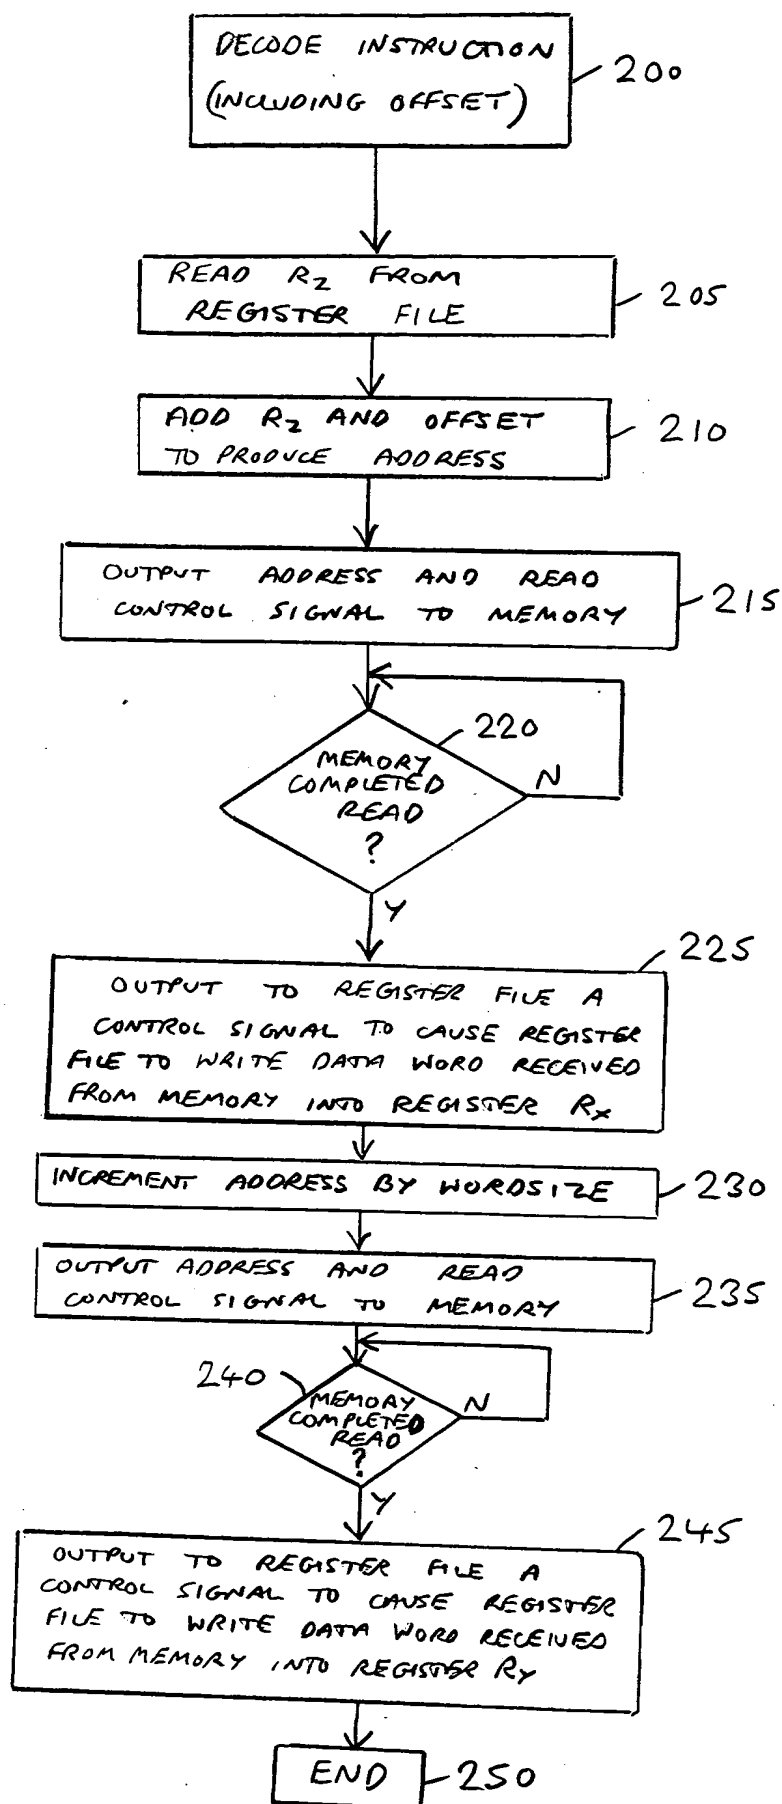 DECODE INSTRUCTION
(INCLUDING OFFSET)
200
READ Rz FROM
REGISTER FILE
205
ADD Rz AND OFFSET
TO PRODUCE ADDRESS
210
OUTPUT ADDRESS AND READ
CONTROL SIGNAL TO MEMORY
215
220
MEMORY
COMPLETED
READ
?
N
Y
225
OUTPUT TO REGISTER FILE A
CONTROL SIGNAL TO CAUSE REGISTER
FILE TO WRITE DATA WORD RECEIVED
FROM MEMORY INTO REGISTER Rx
INCREMENT ADDRESS BY WORDSIZE
230
OUTPUT ADDRESS AND READ
CONTROL SIGNAL TO MEMORY
235
240
MEMORY
COMPLETED
READ
?
N
Y
245
OUTPUT TO REGISTER FILE A
CONTROL SIGNAL TO CAUSE REGISTER
FILE TO WRITE DATA WORD RECEIVED
FROM MEMORY INTO REGISTER Ry
END
250